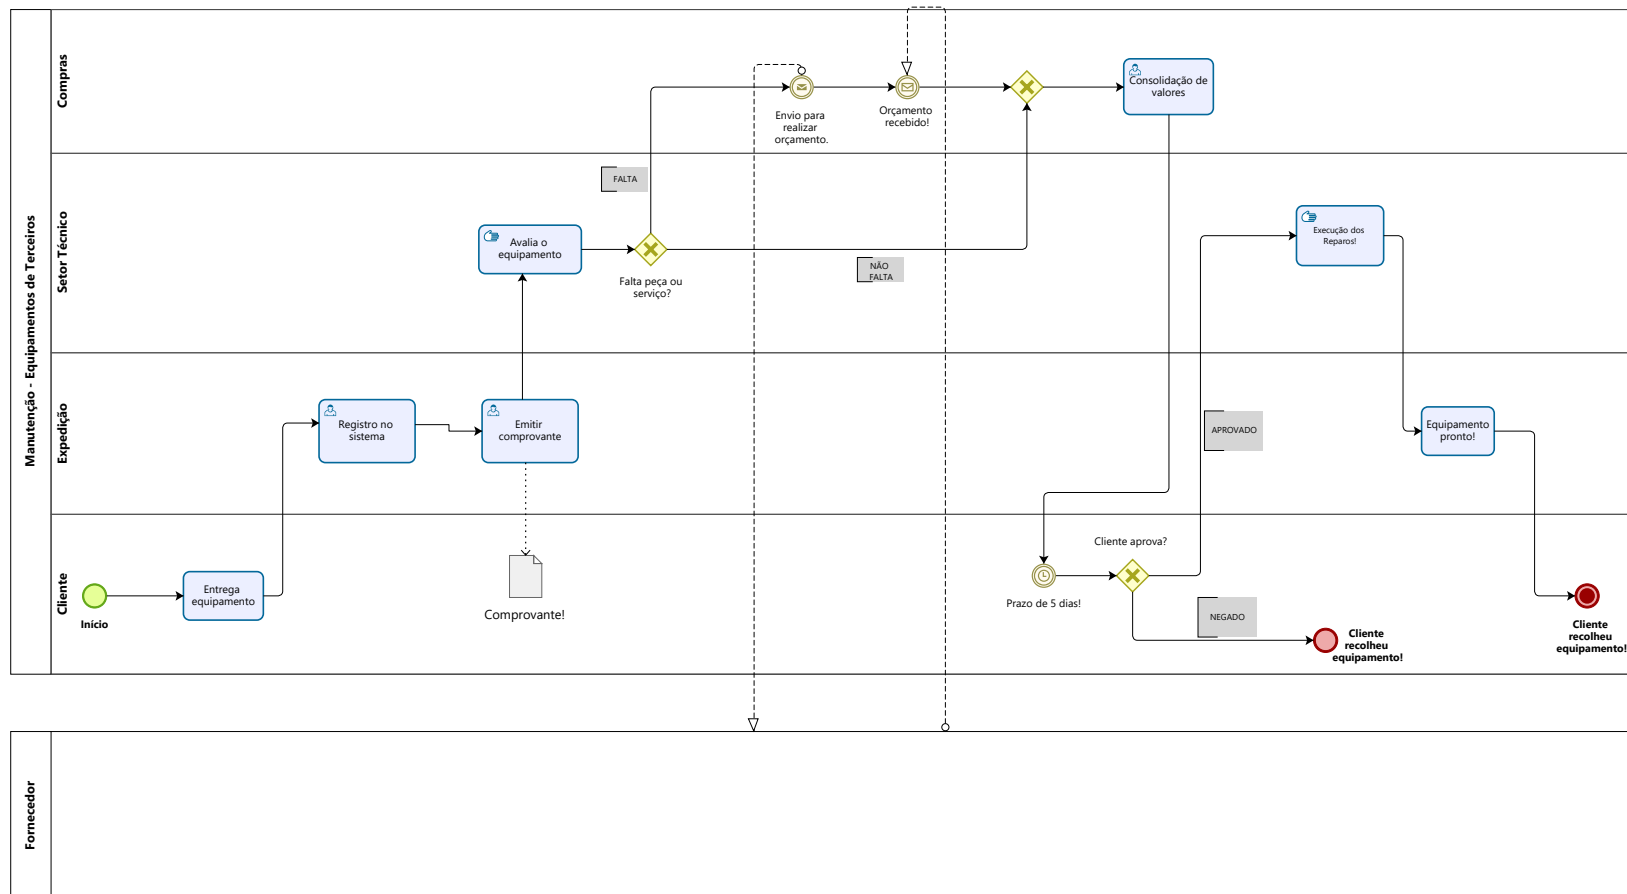 Manutenção - Equipamentos de Terceiros
Compras
Envio para
realizar
orçamento.
Orçamento
recebido!
Consolidação de
valores
Setor Técnico
FALTA
Avalia o
equipamento
Falta peça ou
serviço?
NÃO
FALTA
Execução dos
Reparos!
Expedição
Registro no
sistema
Emitir
comprovante
APROVADO
Equipamento
pronto!
Cliente
Início
Entrega
equipamento
Comprovante!
Prazo de 5 dias!
Cliente aprova?
NEGADO
Cliente
recolheu
equipamento!
Cliente
recolheu
equipamento!
Fornecedor